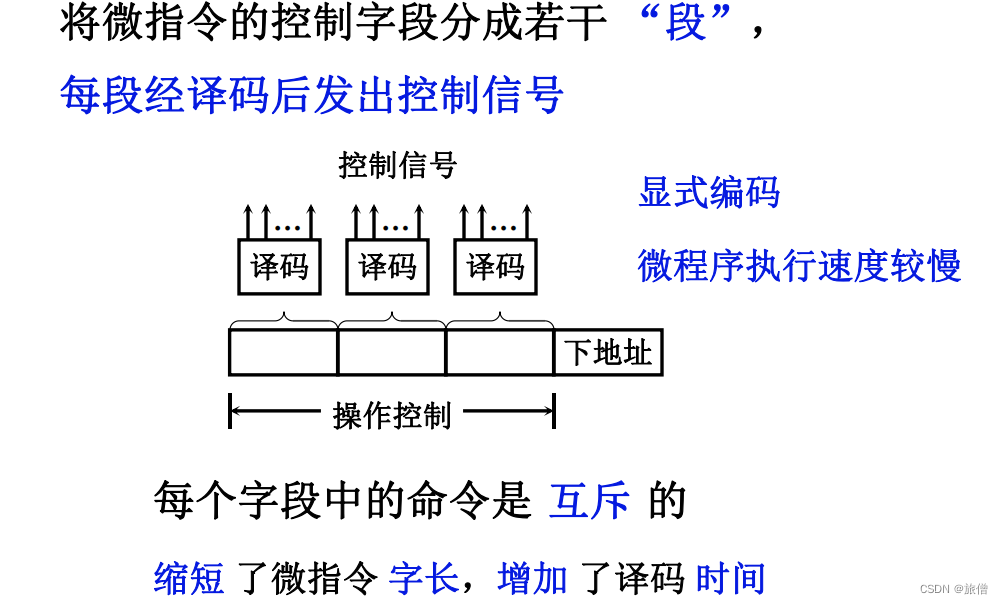 将微指令的控制字段分成若干 “段”，
每段经译码后发出控制信号
控制信号
显式编码
… … …
译码 译码 译码
微程序执行速度较慢
下地址
操作控制
每个字段中的命令是 互斥 的
缩短 了微指令 字长，增加 了译码 时间
CSDN @旅僧